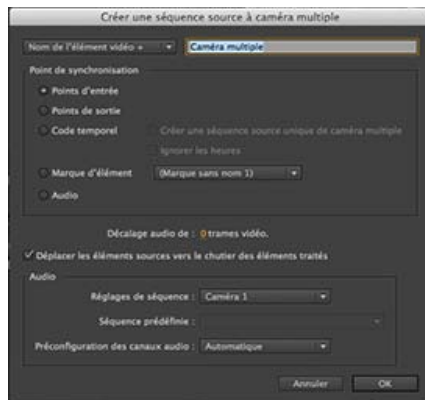 Créer une séquence source à caméra multiple
Nom de l'élément vidéo + Caméra multiple
Point de synchronisation
Points d'entrée
Points de sortie
Code temporel Créer une séquence source unique de caméra multiple
Ignorer les heures
Marque d'élément (Marque sans nom 1)
Audio
Décalage audio de : 0 trames vidéo.
Déplacer les éléments sources vers le chutier des éléments traités
Audio
Réglages de séquence : Caméra 1
Séquence prédéfinie :
Préconfiguration des canaux audio : Automatique
Annuler OK